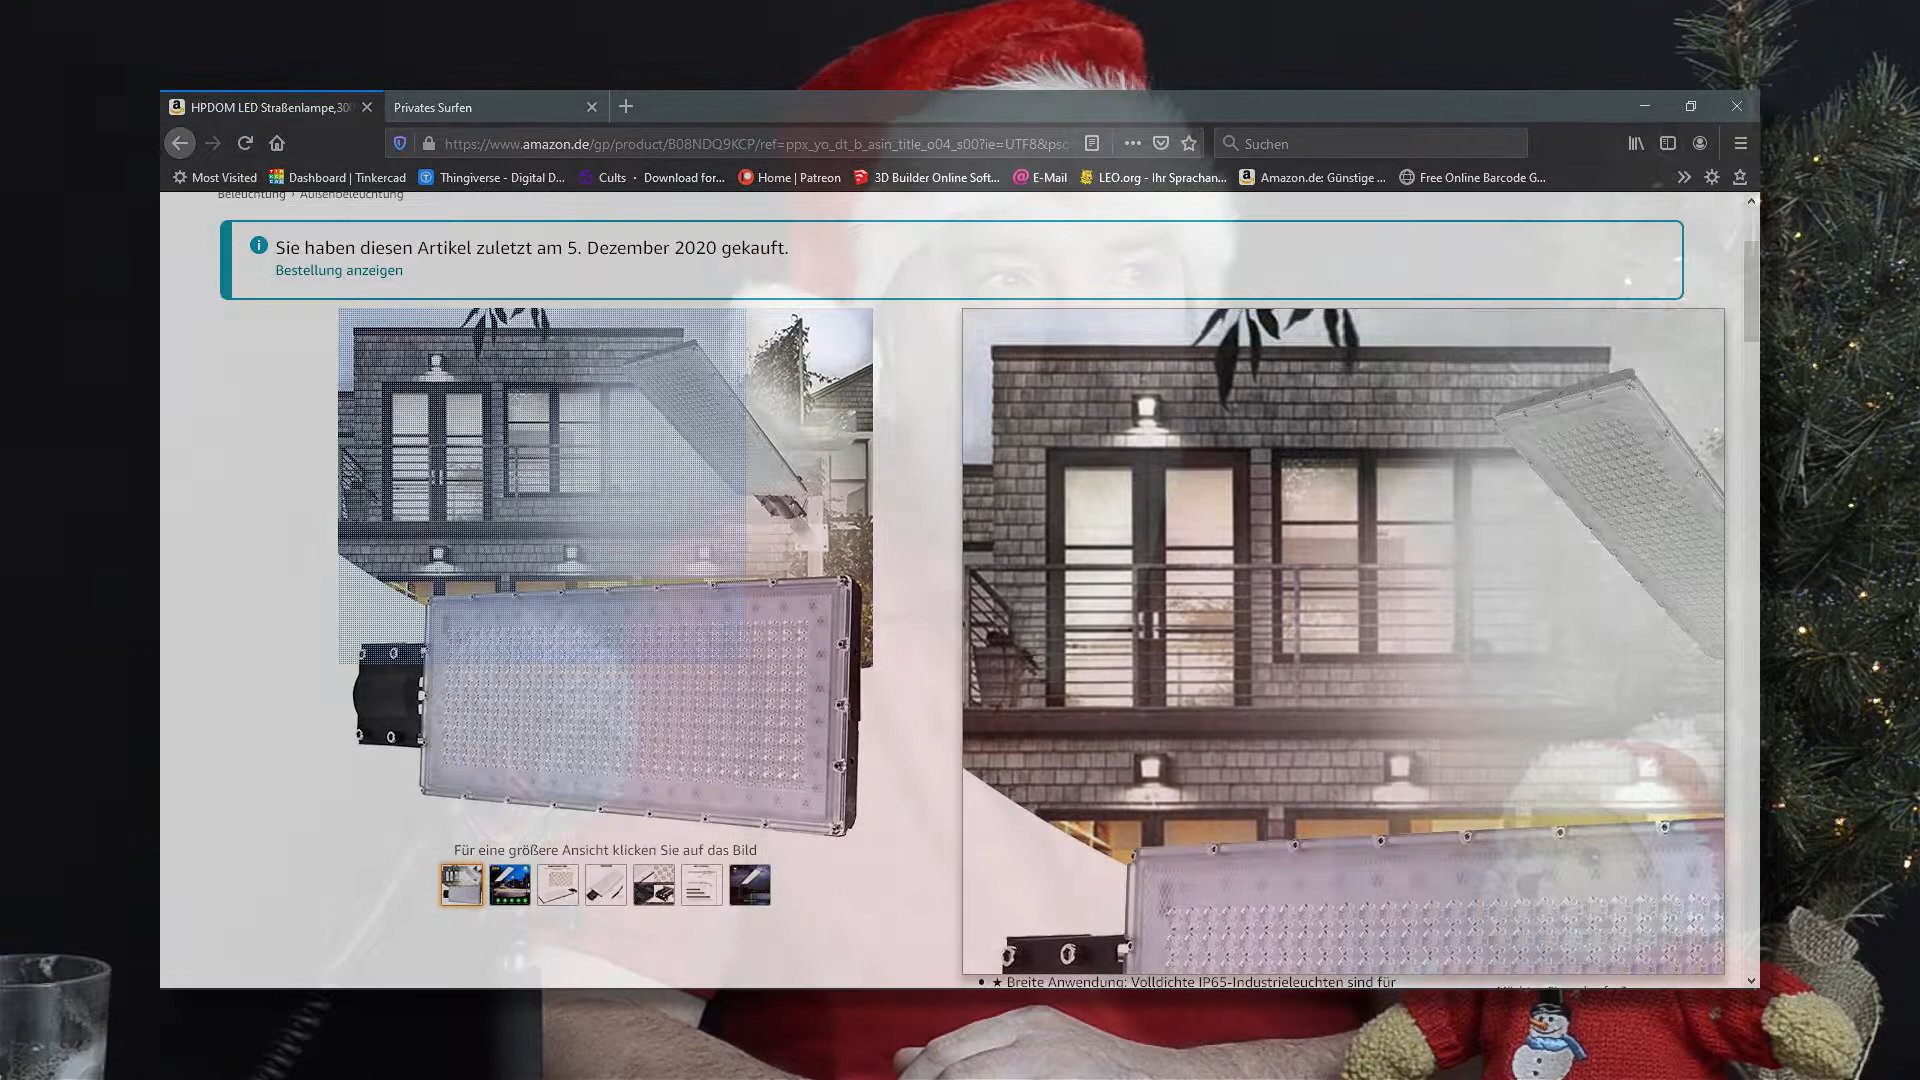 HPDOM LED Straßenlampe,300
Privates Surfen
https://www.amazon.de/gp/product/B08NDQ9KCP/ref=ppx_yo_dt_b_asin_title_o04_s00?ie=UTF8&psc
Suchen
Most Visited
Dashboard | Tinkercad
Thingiverse - Digital D...
Cults · Download for...
Home | Patreon
3D Builder Online Soft...
E-Mail
LEO.org - Ihr Sprachan...
Amazon.de: Günstige ...
Free Online Barcode G...
Beleuchtung › Außenbeleuchtung
Sie haben diesen Artikel zuletzt am 5. Dezember 2020 gekauft.
Bestellung anzeigen
Für eine größere Ansicht klicken Sie auf das Bild
• ★ Breite Anwendung: Volldichte IP65-Industrieleuchten sind für